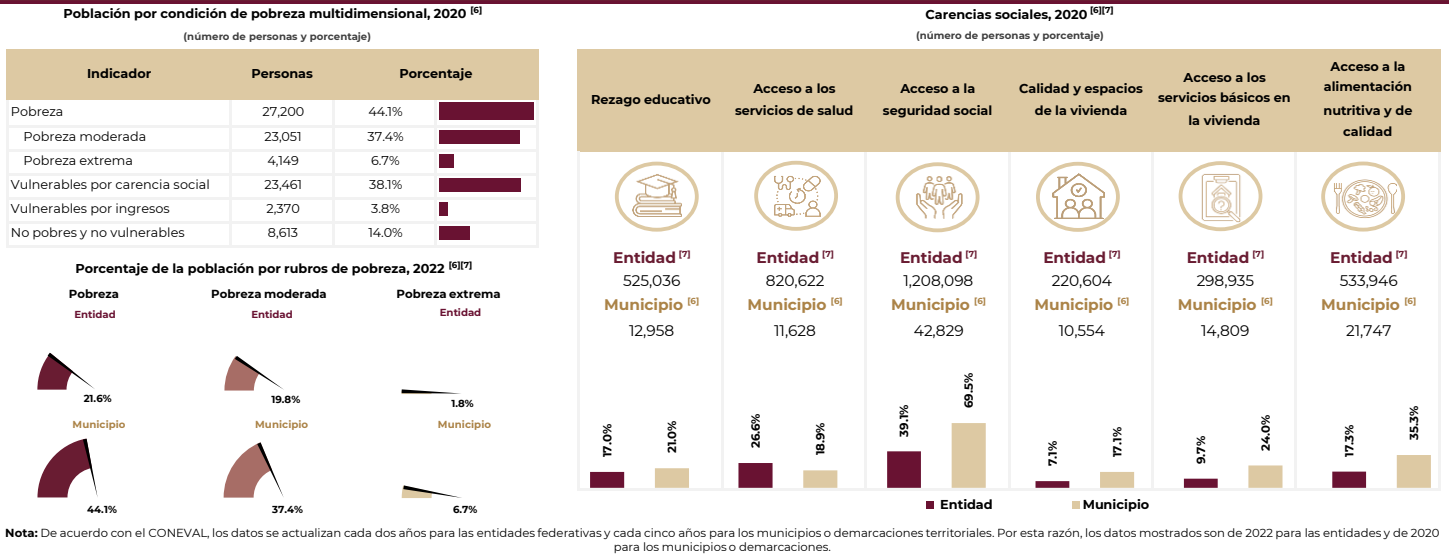 Población por condición de pobreza multidimensional, 2020 [6]
(número de personas y porcentaje)
Indicador Personas Porcentaje
Pobreza 27,200 44.1%
Pobreza moderada 23,051 37.4%
Pobreza extrema 4,149 6.7%
Vulnerables por carencia social 23,461 38.1%
Vulnerables por ingresos 2,370 3.8%
No pobres y no vulnerables 8,613 14.0%
Porcentaje de la población por rubros de pobreza, 2022 [6][7]
Pobreza Pobreza moderada Pobreza extrema
Entidad Entidad Entidad
21.6% 19.8% 1.8%
Municipio Municipio Municipio
44.1% 37.4% 6.7%
Carencias sociales, 2020 [6][7]
(número de personas y porcentaje)
Rezago educativo
Acceso a los
servicios de salud
Acceso a la
seguridad social
Calidad y espacios
de la vivienda
Acceso a los
servicios básicos en
la vivienda
Acceso a la
alimentación
nutritiva y de
calidad
Entidad [7] Entidad [7] Entidad [7] Entidad [7] Entidad [7] Entidad [7]
525,036 820,622 1,208,098 220,604 298,935 533,946
Municipio [6] Municipio [6] Municipio [6] Municipio [6] Municipio [6] Municipio [6]
12,958 11,628 42,829 10,554 14,809 21,747
17.0% 21.0% 26.6% 18.9% 39.1% 69.5% 7.1% 17.1% 9.7% 24.0% 17.3% 35.3%
Entidad Municipio
Nota: De acuerdo con el CONEVAL, los datos se actualizan cada dos años para las entidades federativas y cada cinco años para los municipios o demarcaciones territoriales. Por esta razón, los datos mostrados son de 2022 para las entidades y de 2020
para los municipios o demarcaciones.